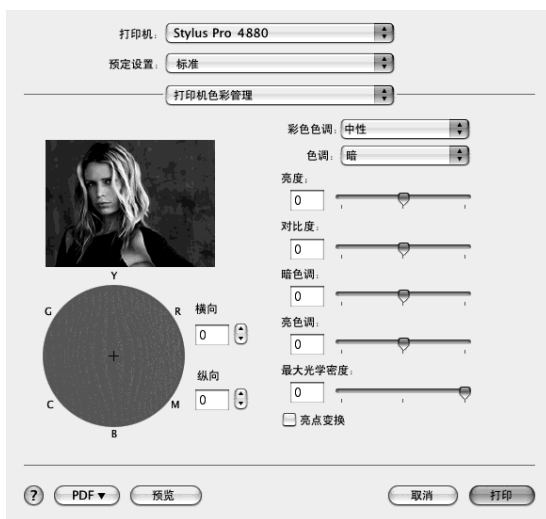 打印机: Stylus Pro 4880
预定设置: 标准
打印机色彩管理
彩色色调: 中性
色调: 暗
亮度:
0
对比度:
0
暗色调:
0
亮色调:
0
最大光学密度:
0
亮点变换
Y
G R
C M
B
横向
0
纵向
0
? PDF▼ 预览 取消 打印